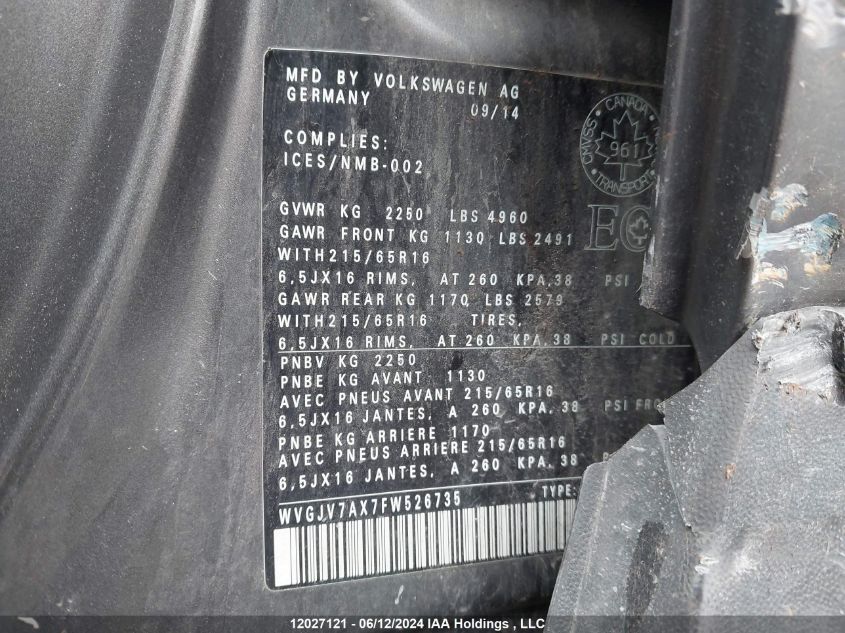 MFD BY VOLKSWAGEN AG
GERMANY 09/14
COMPLIES:
ICES/NMB-002
CANADA
CMVSS
961
TRANSPORT
GVWR KG 2250 LBS 4960
GAWR FRONT KG 1130 LBS 2491
WITH215/65R16
6,5JX16 RIMS, AT 260 KPA,38 PSI
GAWR REAR KG 1170 LBS 2579
WITH215/65R16 TIRES,
6,5JX16 RIMS, AT 260 KPA,38 PSI COLD
PNBV KG 2250
PNBE KG AVANT 1130
AVEC PNEUS AVANT 215/65R16
6,5JX16 JANTES, A 260 KPA, 38 PSI
PNBE KG ARRIERE 1170
AVEC PNEUS ARRIERE 215/65R16
6,5JX16 JANTES, A 260 KPA, 38
WVGJV7AX7FW526735 TYPE:
12027121 - 06/12/2024 IAA Holdings , LLC